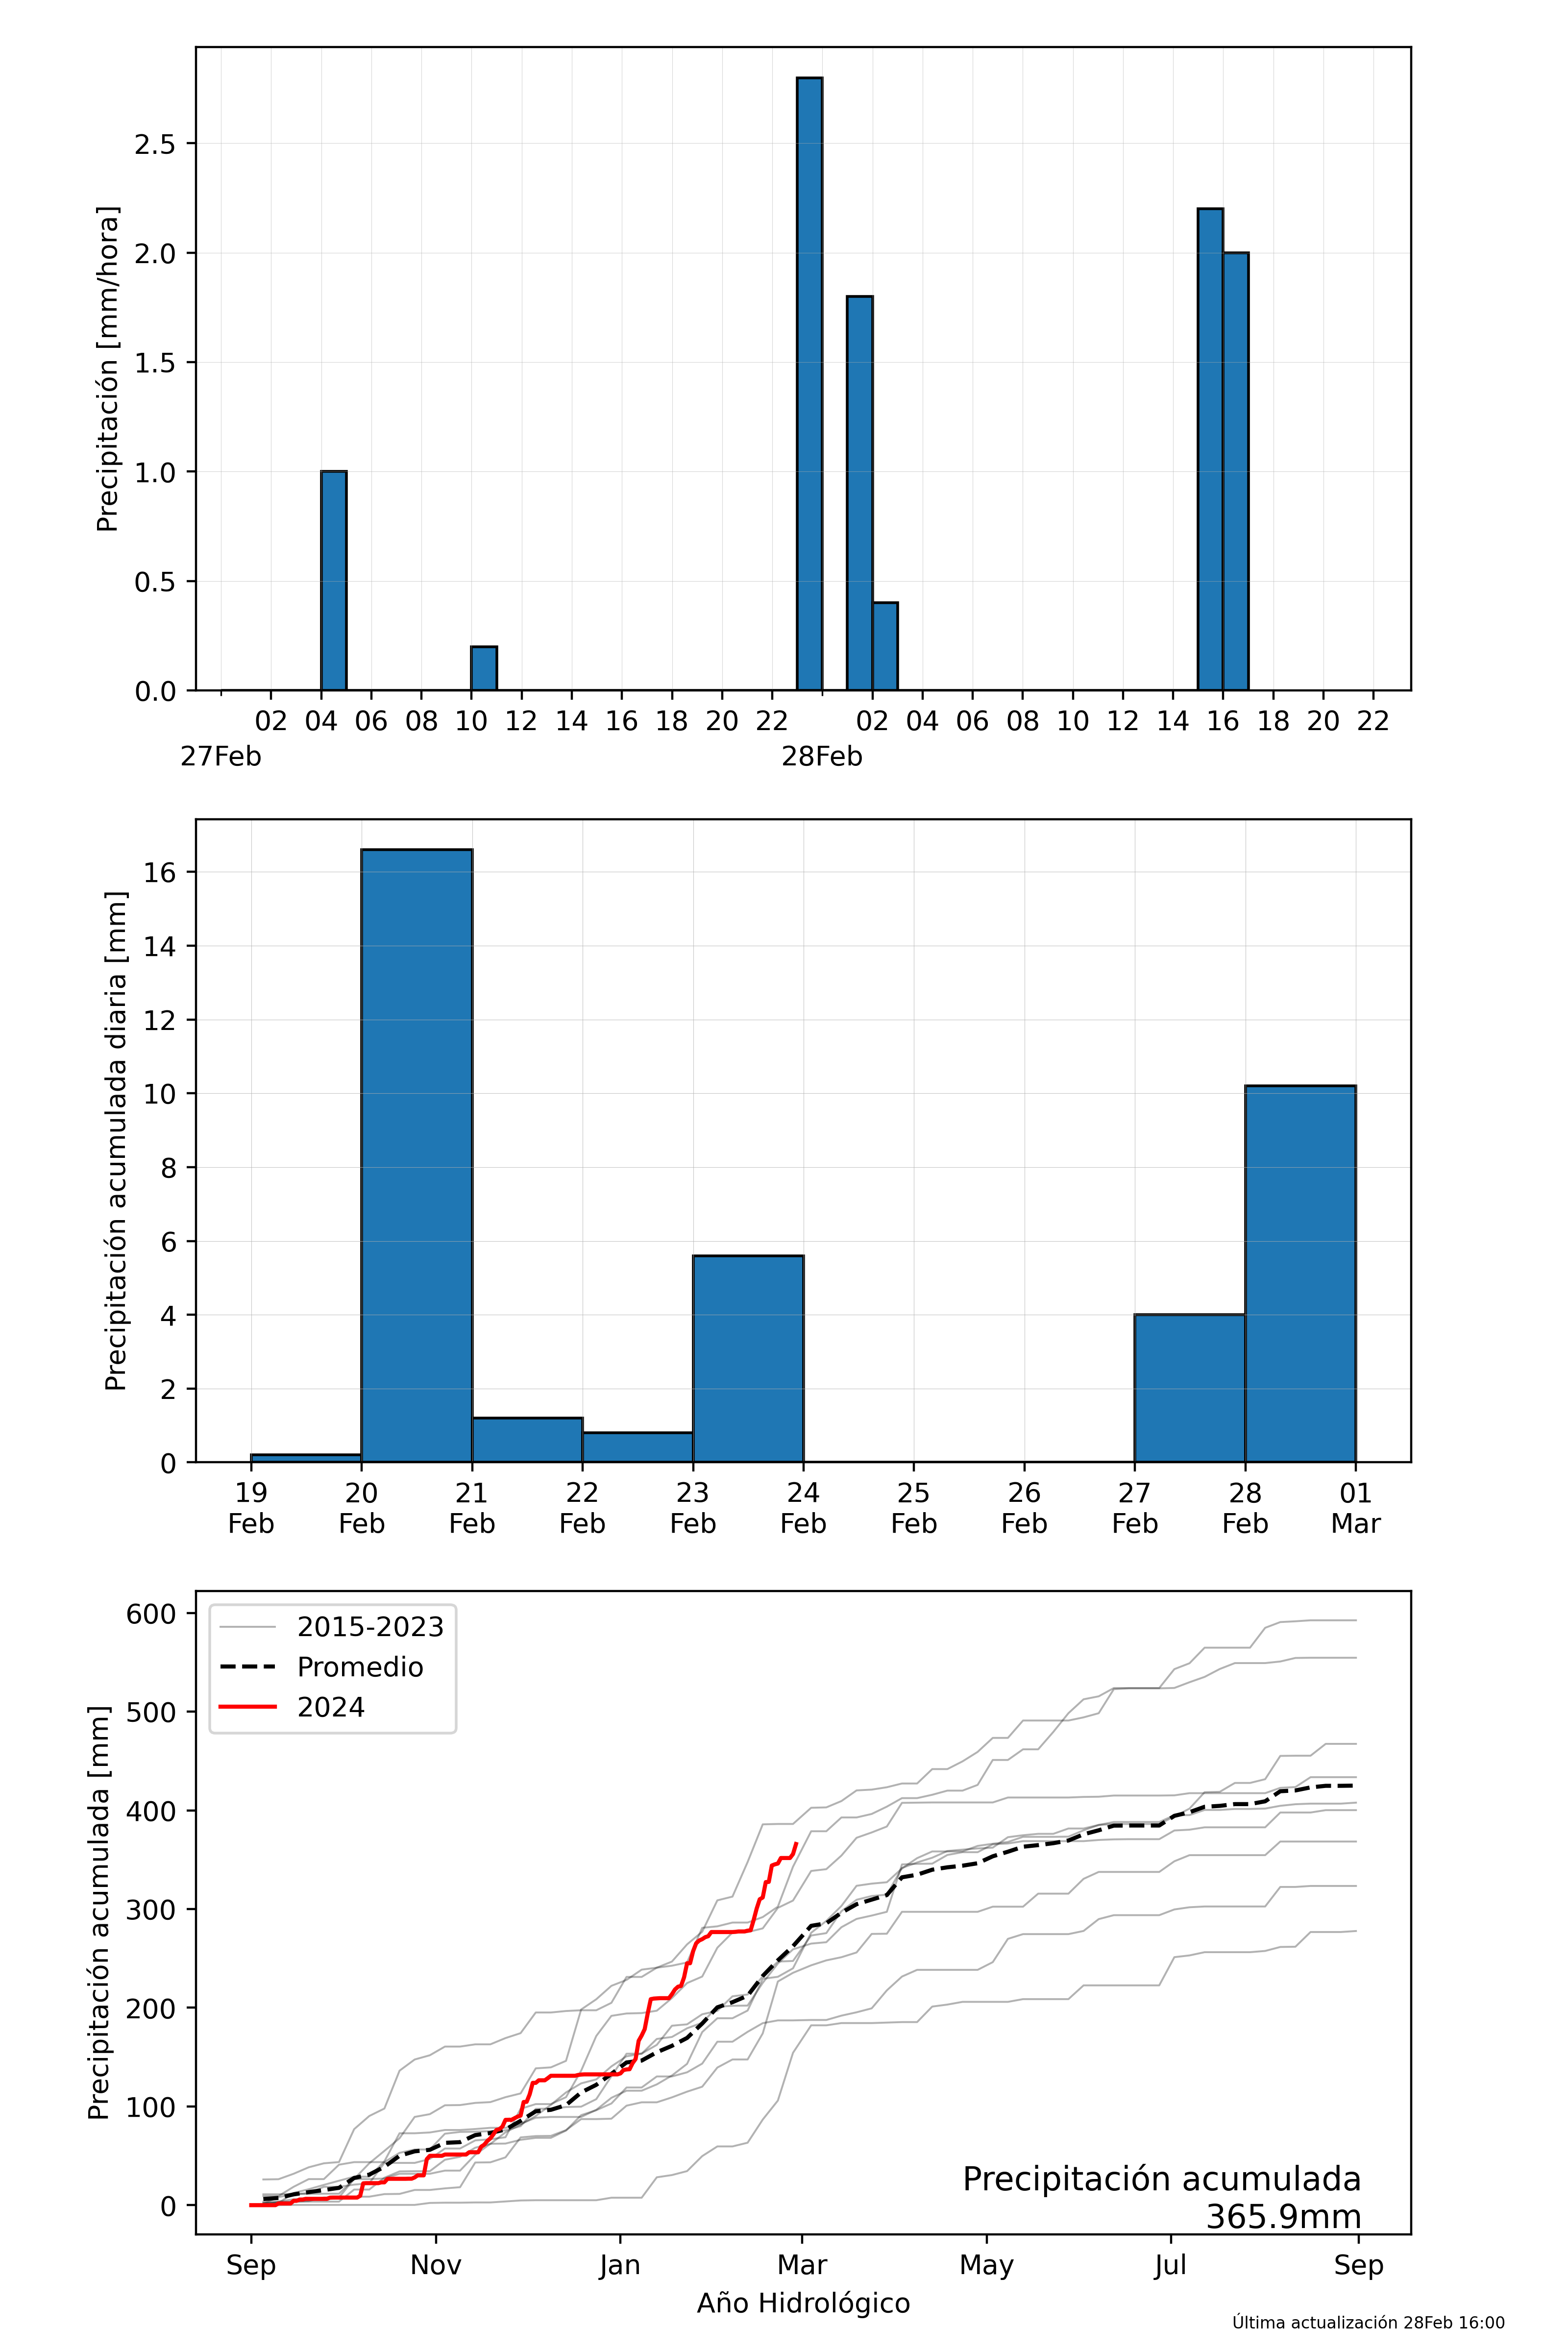 Precipitación [mm/hora]
2.5
2.0
1.5
1.0
0.5
0.0
02 04 06 08 10 12 14 16 18 20 22 02 04 06 08 10 12 14 16 18 20 22
27Feb 28Feb
Precipitación acumulada diaria [mm]
16
14
12
10
8
6
4
2
0
19 20 21 22 23 24 25 26 27 28 01
Feb Feb Feb Feb Feb Feb Feb Feb Feb Feb Mar
Precipitación acumulada [mm]
600
500
400
300
200
100
0
2015-2023
Promedio
2024
Precipitación acumulada
365.9mm
Sep Nov Jan Mar May Jul Sep
Año Hidrológico
Última actualización 28Feb 16:00